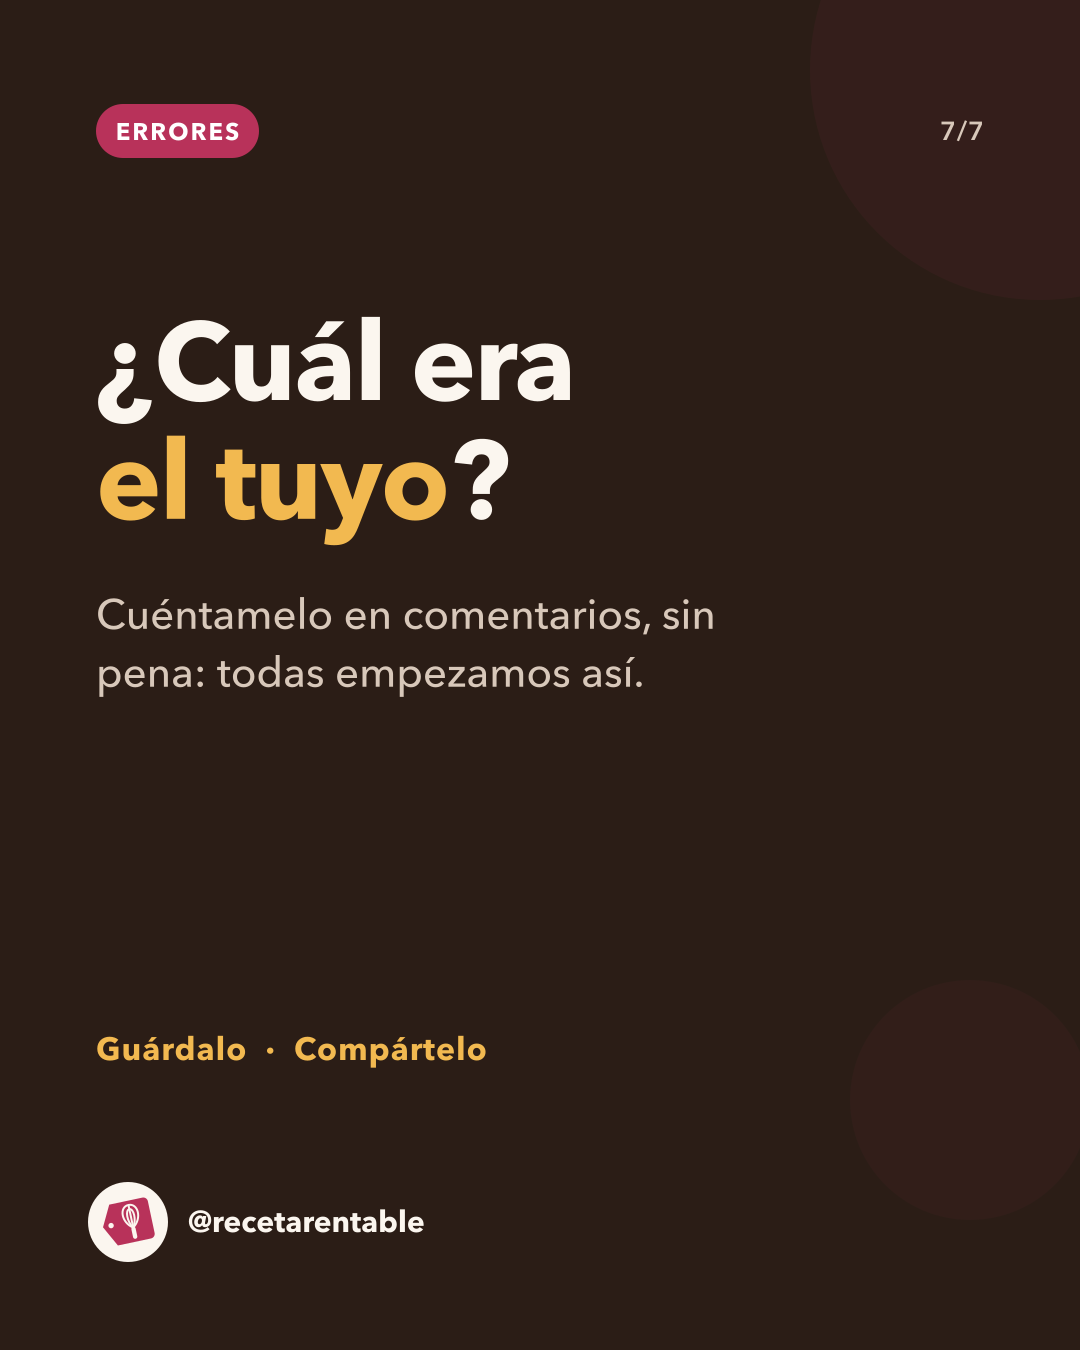 ERRORES
7/7
¿Cuál era
el tuyo?
Cuéntamelo en comentarios, sin
pena: todas empezamos así.
Guárdalo · Compártelo
@recetarentable